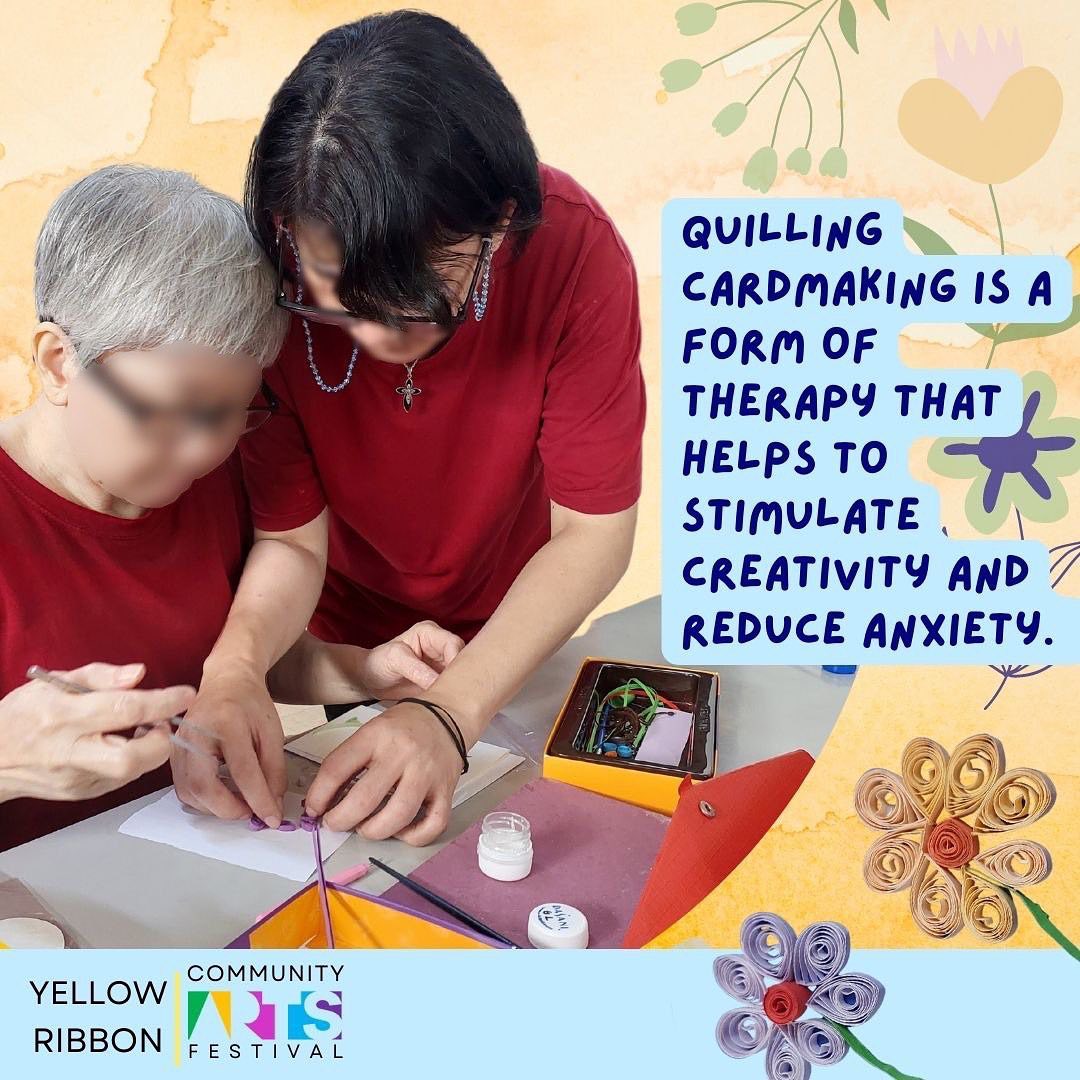 QUILLING
CARDMAKING IS A
FORM OF
THERAPY THAT
HELPS TO
STIMULATE
CREATIVITY AND
REDUCE ANXIETY.
YELLOW
RIBBON
COMMUNITY
ARTS
FESTIVAL